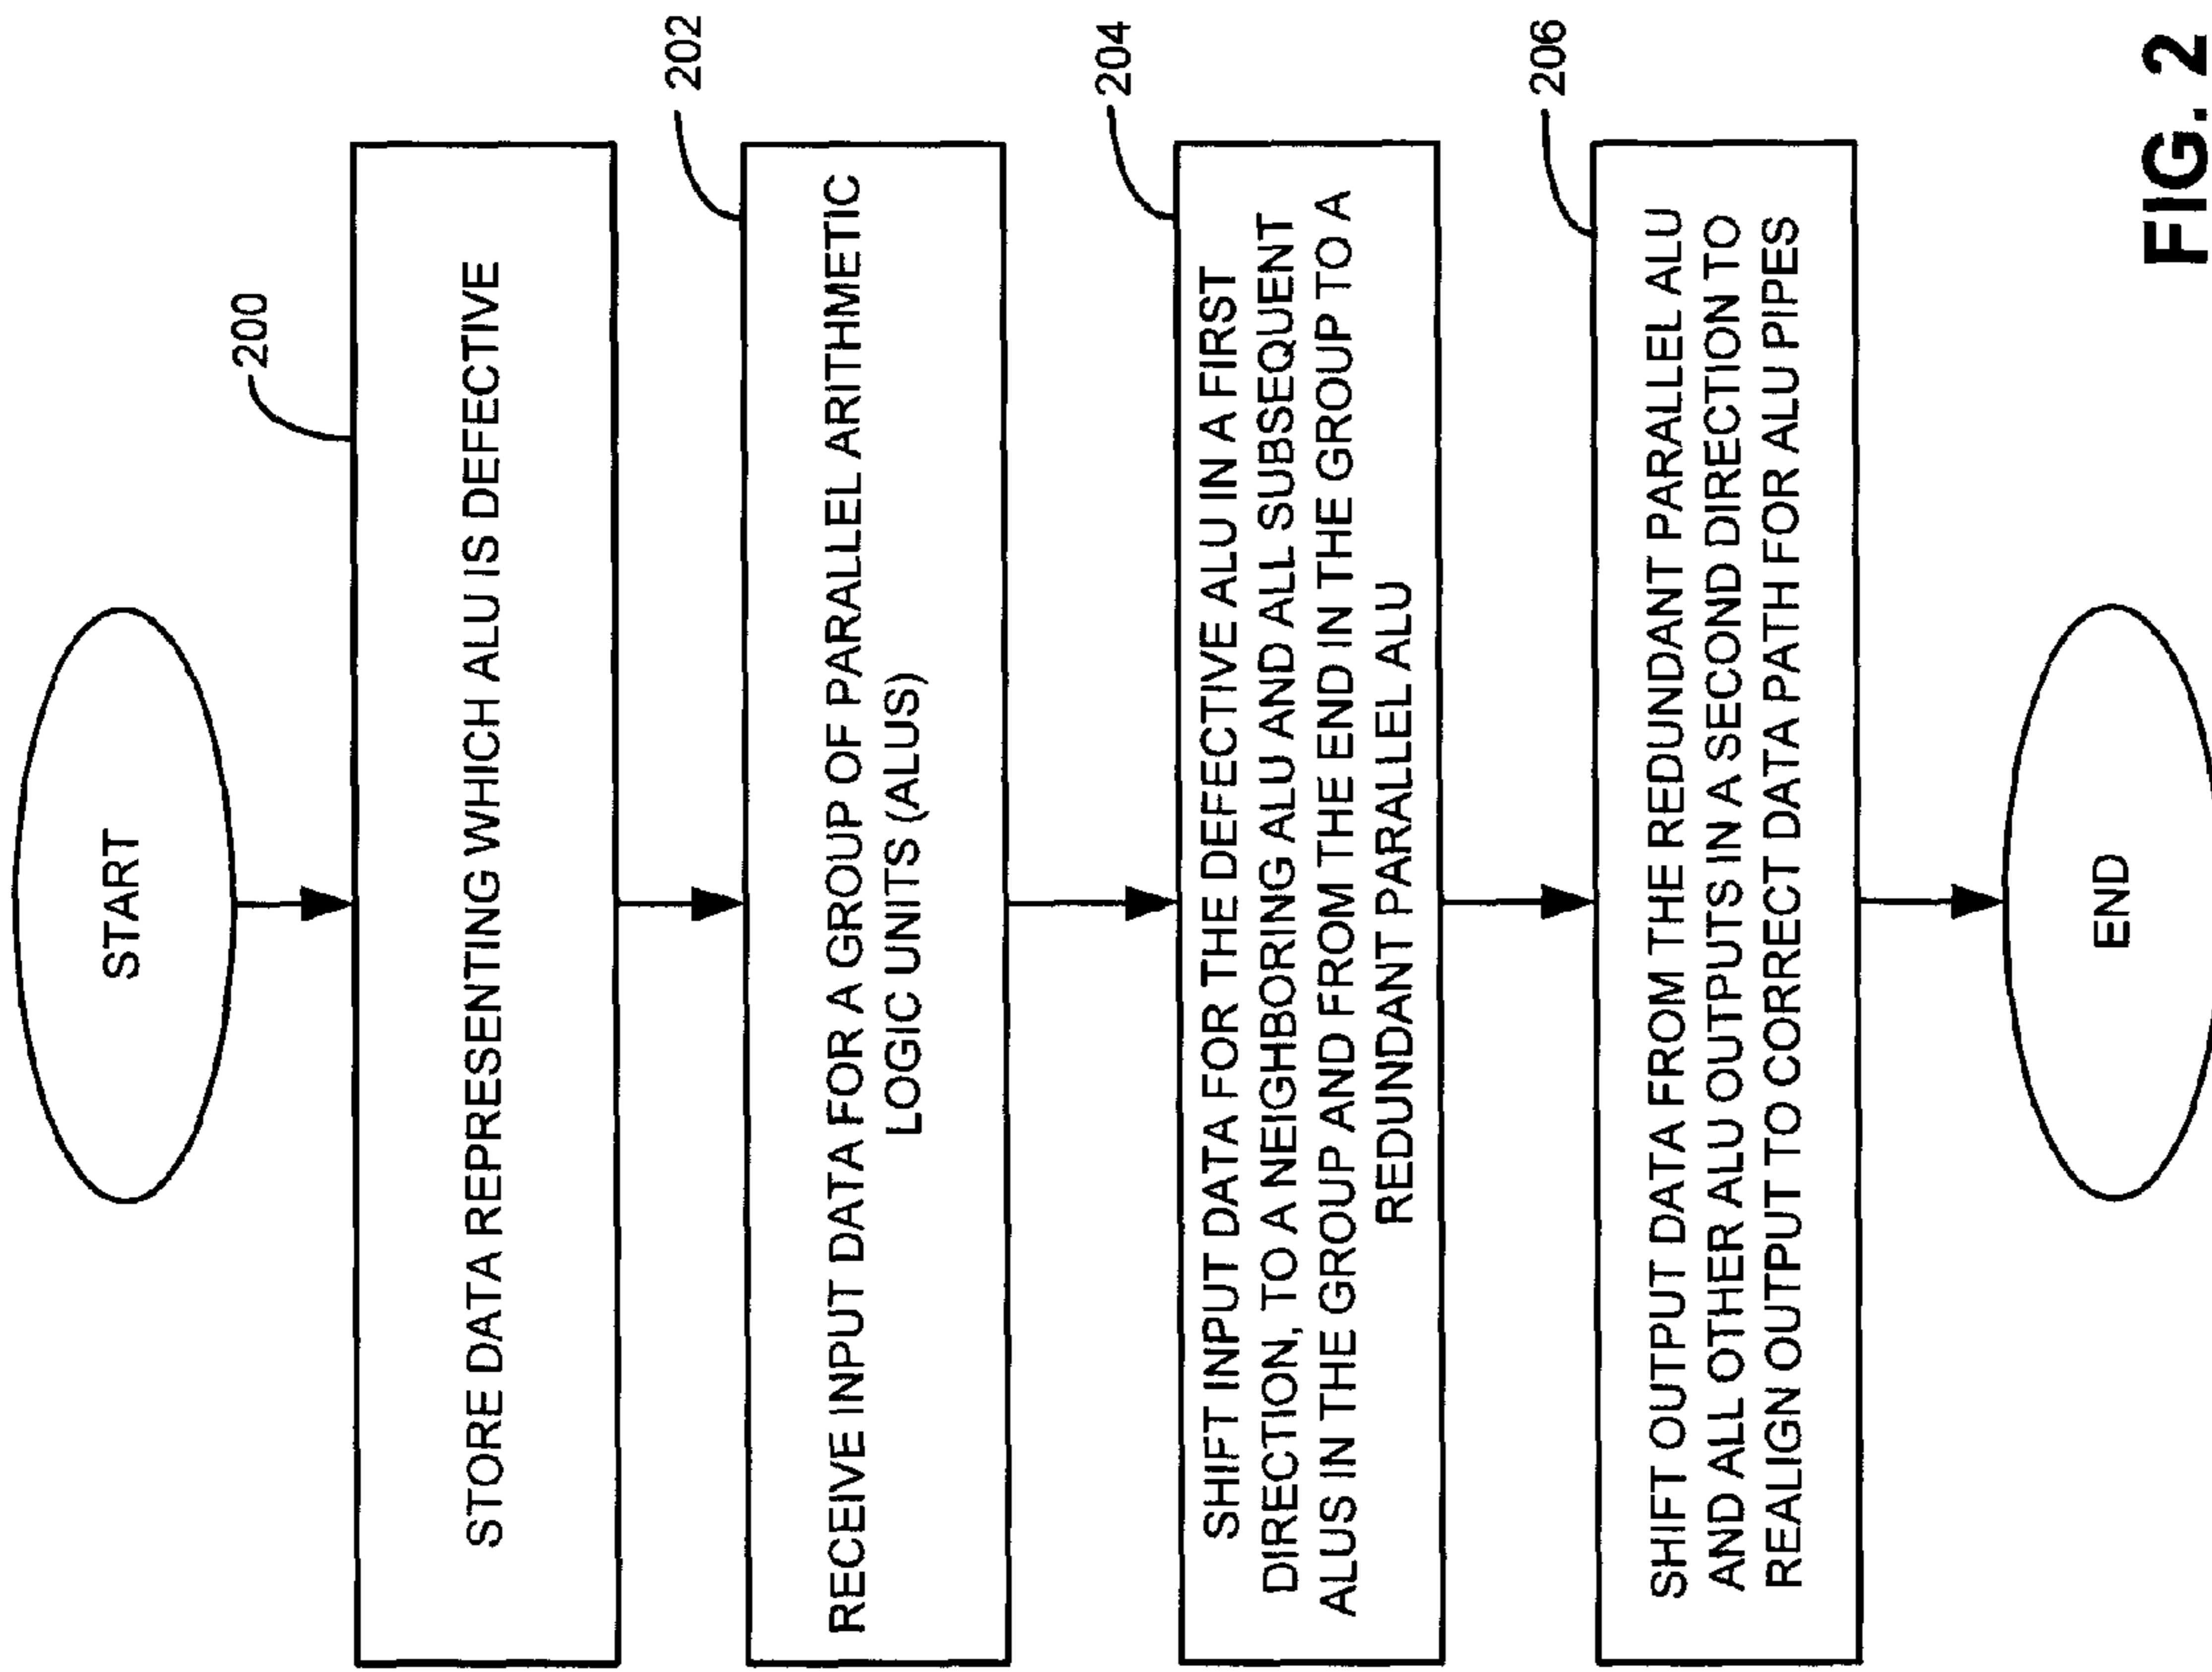 START
200
STORE DATA REPRESENTING WHICH ALU IS DEFECTIVE
202
RECEIVE INPUT DATA FOR A GROUP OF PARALLEL ARITHMETIC
LOGIC UNITS (ALUS)
204
SHIFT INPUT DATA FOR THE DEFECTIVE ALU IN A FIRST
DIRECTION, TO A NEIGHBORING ALU AND ALL SUBSEQUENT
ALUS IN THE GROUP AND FROM THE END IN THE GROUP TO A
REDUNDANT PARALLEL ALU
206
SHIFT OUTPUT DATA FROM THE REDUNDANT PARALLEL ALU
AND ALL OTHER ALU OUTPUTS IN A SECOND DIRECTION TO
REALIGN OUTPUT TO CORRECT DATA PATH FOR ALU PIPES
END
FIG. 2